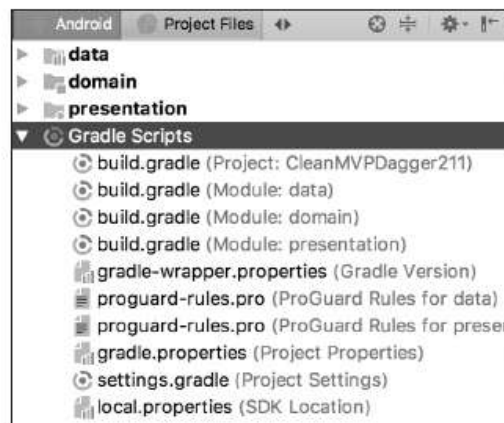 Android Project Files
data
domain
presentation
Gradle Scripts
build.gradle (Project: CleanMVPDagger211)
build.gradle (Module: data)
build.gradle (Module: domain)
build.gradle (Module: presentation)
gradle-wrapper.properties (Gradle Version)
proguard-rules.pro (ProGuard Rules for data)
proguard-rules.pro (ProGuard Rules for preser
gradle.properties (Project Properties)
settings.gradle (Project Settings)
local.properties (SDK Location)